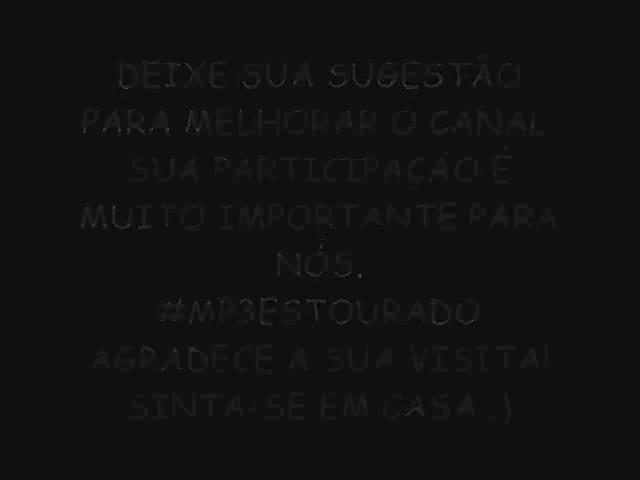 DEIXE SUA SUGESTÃO
PARA MELHORAR O CANAL
SUA PARTICIPAÇÃO É
MUITO IMPORTANTE PARA
NÓS.
#MP3ESTOURADO
AGRADECE A SUA VISITA!
SINTA-SE EM CASA :)